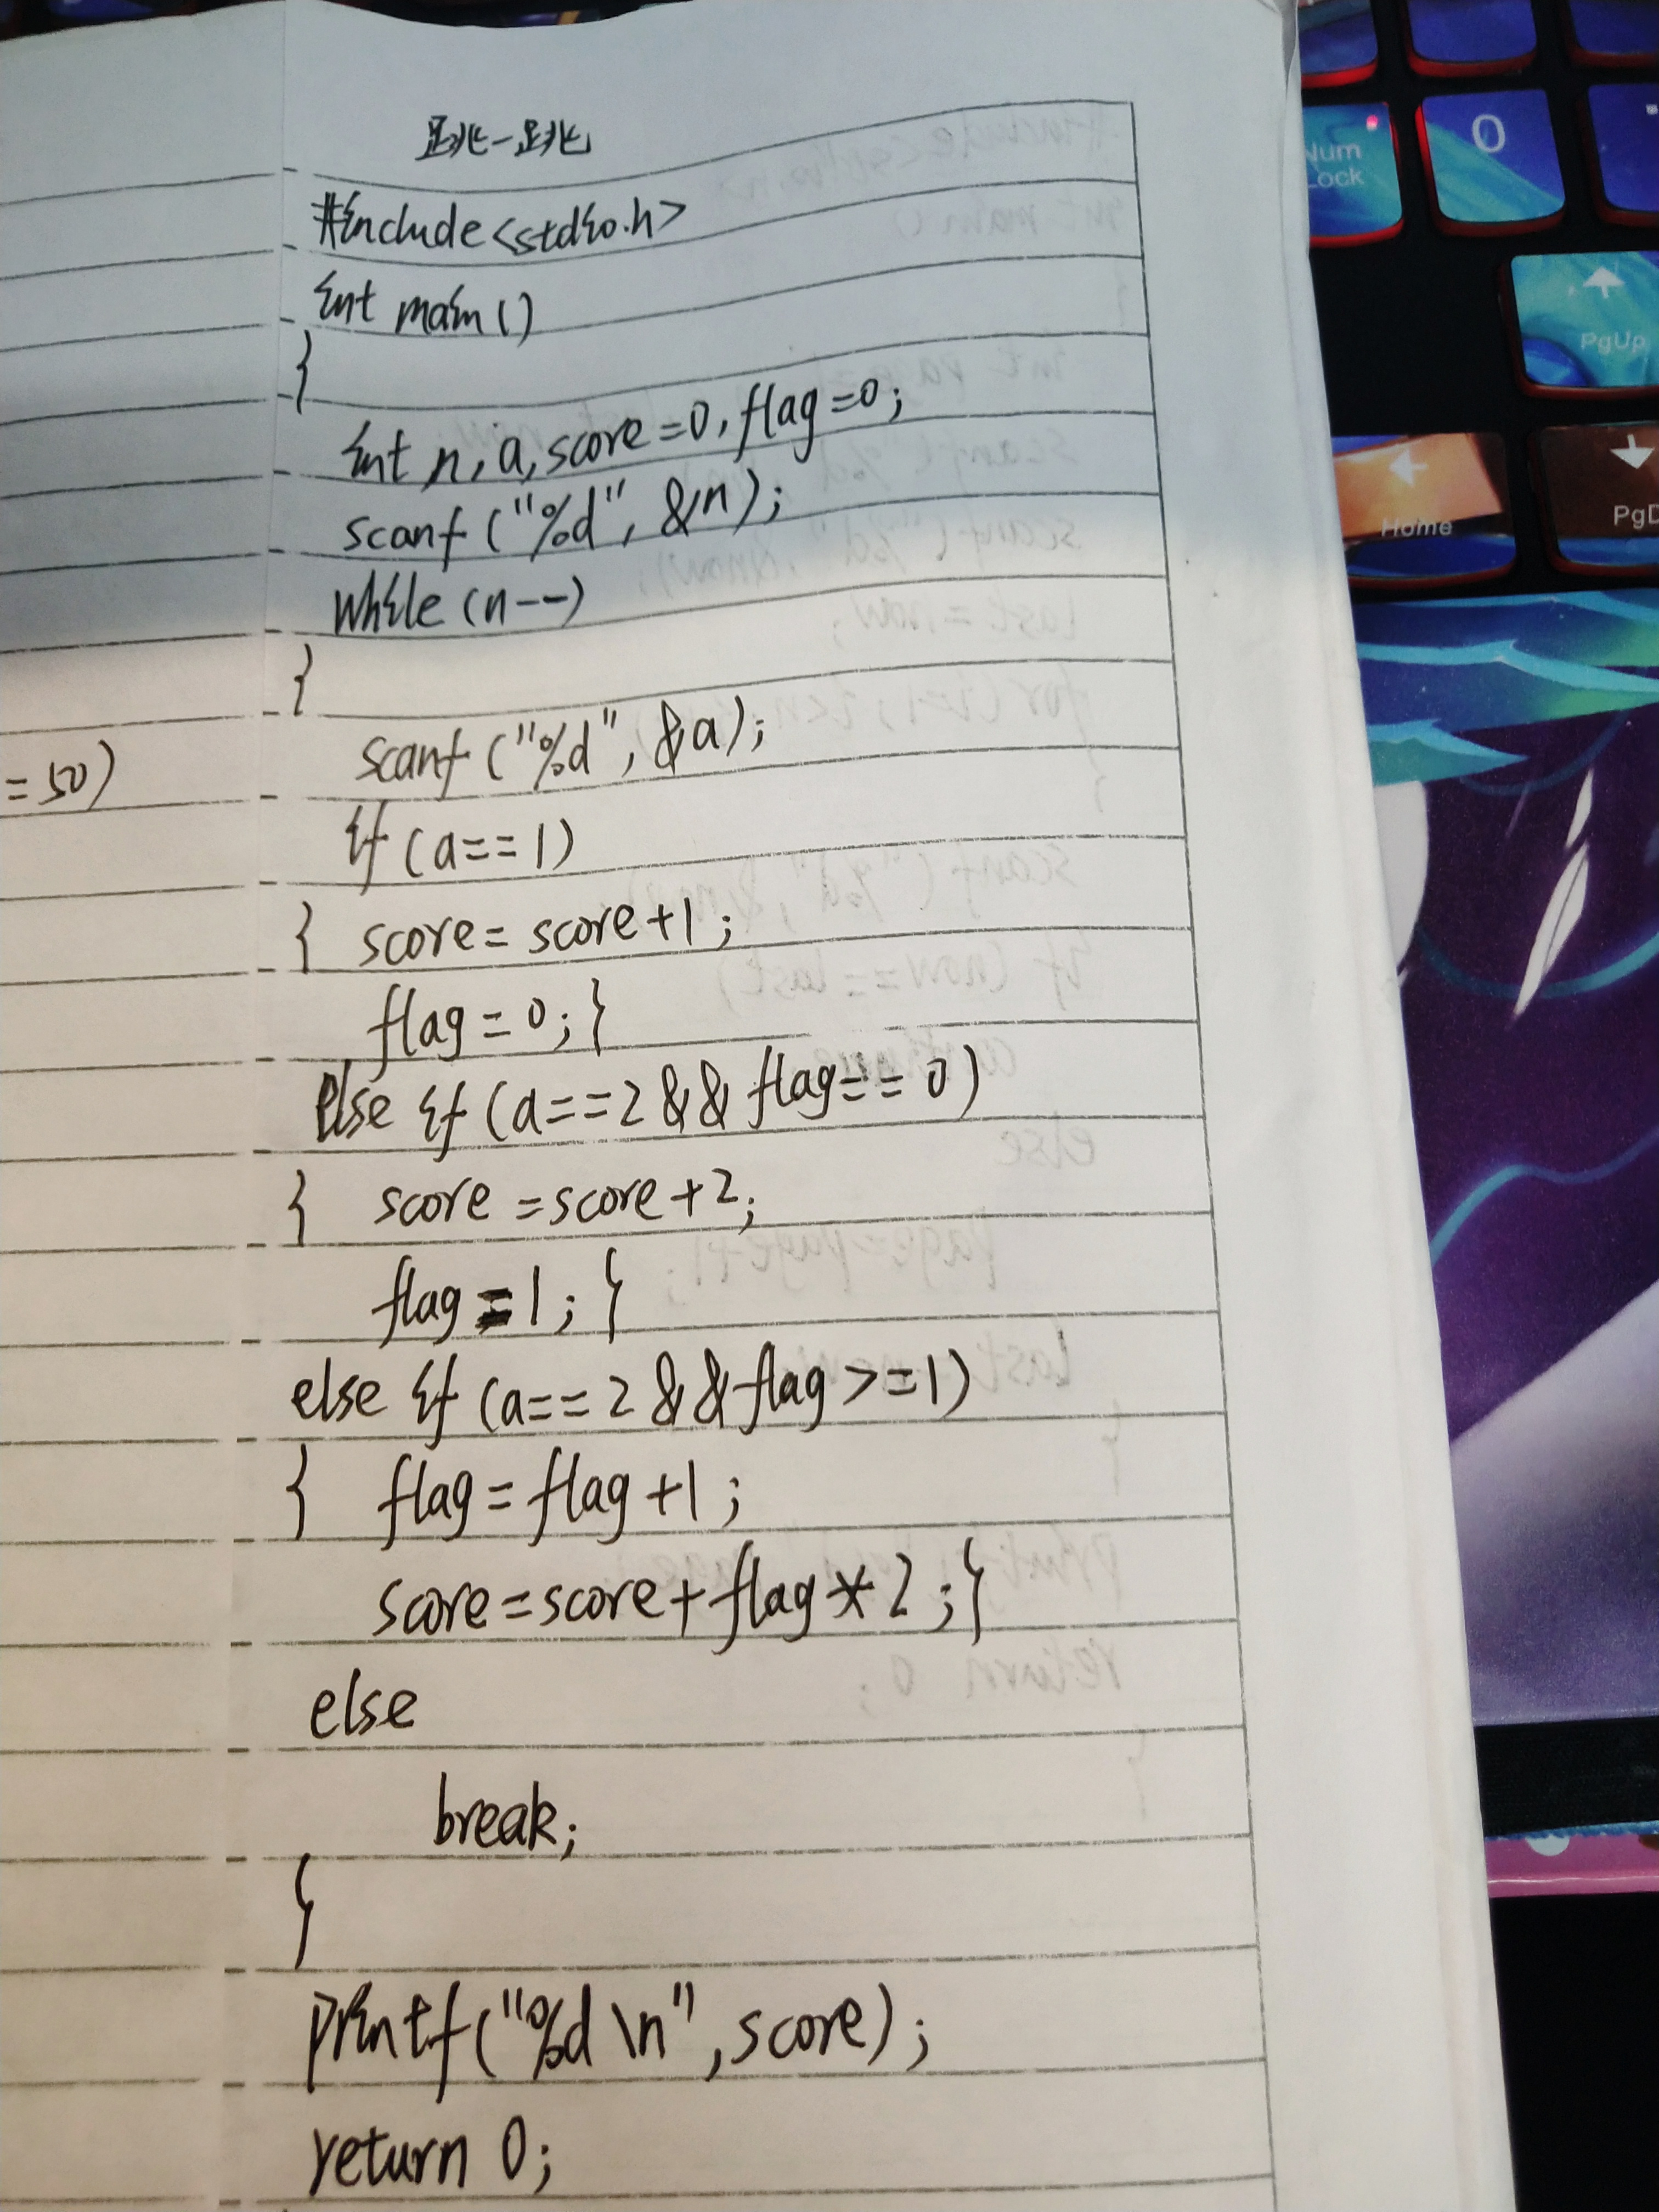 跳一跳
#include<stdio.h>
int main()
{
int n,a,score=0,flag=0;
scanf("%d",&n);
while(n--)
{
scanf("%d",&a);
=50)
if(a==1)
{ score=score+1;
flag=0;}
else if(a==2&&flag==0)
{ score=score+2;
flag=1;}
else if(a==2&&flag>=1)
{ flag=flag+1;
score=score+flag*2;}
else
break;
}
printf("%d\n",score);
return 0;
Num
Lock
0
PgUp
Home
PgD